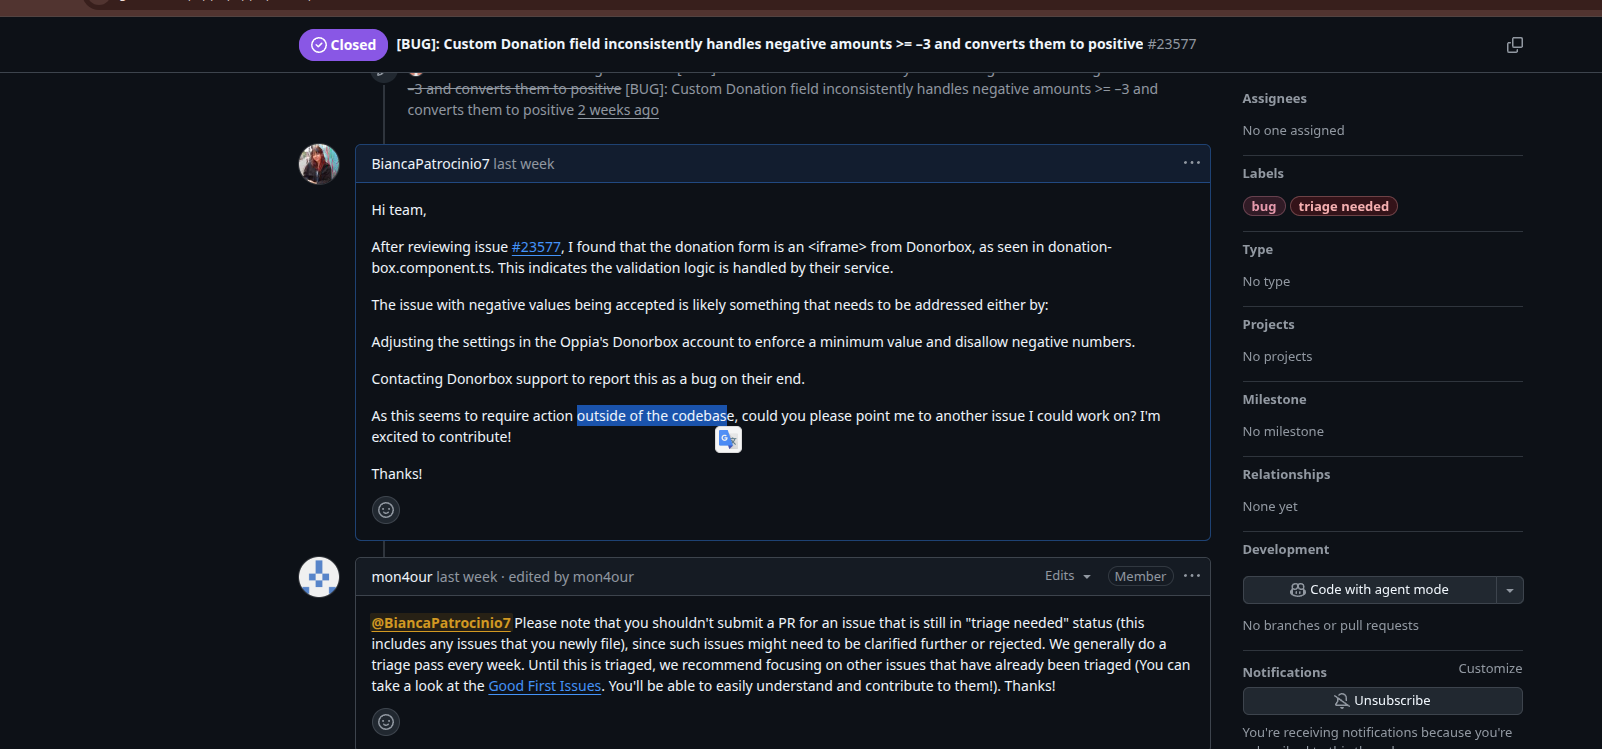 Closed
[BUG]: Custom Donation field inconsistently handles negative amounts >= –3 and converts them to positive #23577
–3 and converts them to positive [BUG]: Custom Donation field inconsistently handles negative amounts >= –3 and
converts them to positive 2 weeks ago
BiancaPatrocinio7 last week
Hi team,
After reviewing issue #23577, I found that the donation form is an <iframe> from Donorbox, as seen in donation-
box.component.ts. This indicates the validation logic is handled by their service.
The issue with negative values being accepted is likely something that needs to be addressed either by:
Adjusting the settings in the Oppia's Donorbox account to enforce a minimum value and disallow negative numbers.
Contacting Donorbox support to report this as a bug on their end.
As this seems to require action outside of the codebase, could you please point me to another issue I could work on? I'm
excited to contribute!
Thanks!
mon4our last week · edited by mon4our
Edits
Member
@BiancaPatrocinio7 Please note that you shouldn't submit a PR for an issue that is still in "triage needed" status (this
includes any issues that you newly file), since such issues might need to be clarified further or rejected. We generally do a
triage pass every week. Until this is triaged, we recommend focusing on other issues that have already been triaged (You can
take a look at the Good First Issues. You'll be able to easily understand and contribute to them!). Thanks!
Assignees
No one assigned
Labels
bug
triage needed
Type
No type
Projects
No projects
Milestone
No milestone
Relationships
None yet
Development
Code with agent mode
No branches or pull requests
Notifications
Customize
Unsubscribe
You're receiving notifications because you're